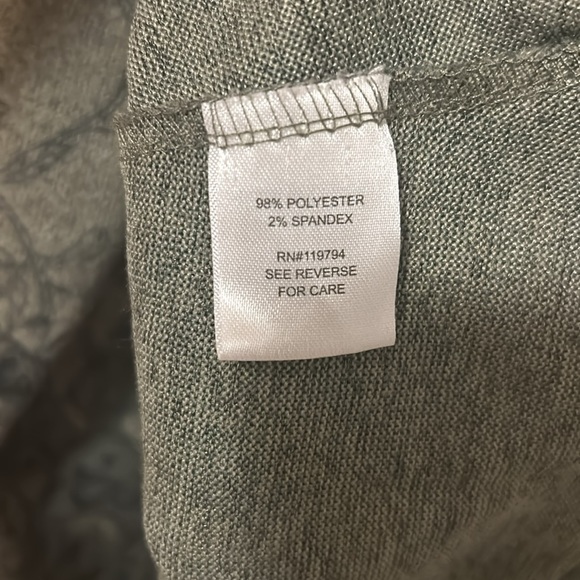 98% POLYESTER
2% SPANDEX
RN#119794
SEE REVERSE
FOR CARE